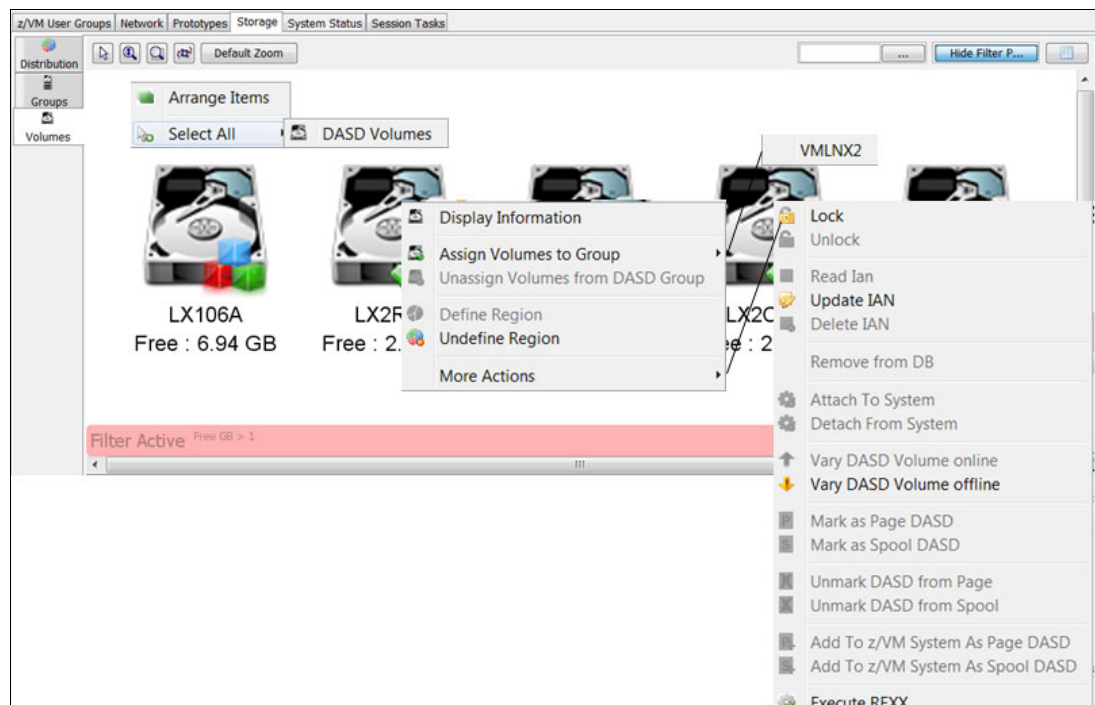 z/VM User Groups Network Prototypes Storage System Status Session Tasks
Distribution
Groups
Volumes
Default Zoom
...
Hide Filter P...
Arrange Items
Select All
DASD Volumes
VMLNX2
LX106A
Free : 6.94 GB
LX2R
Free : 2.
Display Information
Assign Volumes to Group
Unassign Volumes from DASD Group
Define Region
Undefine Region
More Actions
Lock
Unlock
Read Ian
Update IAN
Delete IAN
Remove from DB
Attach To System
Detach From System
Vary DASD Volume online
Vary DASD Volume offline
Mark as Page DASD
Mark as Spool DASD
Unmark DASD from Page
Unmark DASD from Spool
Add To z/VM System As Page DASD
Add To z/VM System As Spool DASD
Execute REXX
Filter Active Free GB > 1